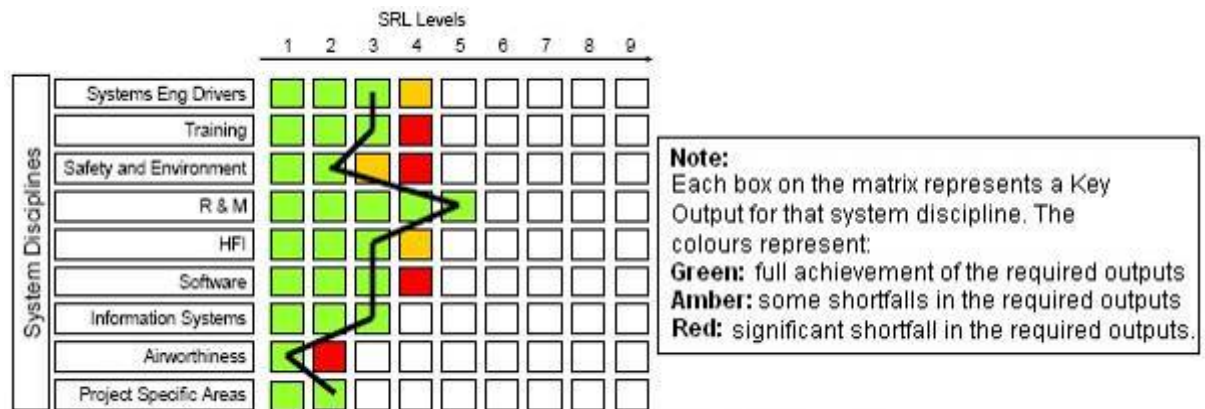 SRL Levels
1 2 3 4 5 6 7 8 9
System Disciplines
Systems Eng Drivers
Training
Safety and Environment
R & M
HFI
Software
Information Systems
Airworthiness
Project Specific Areas
Note:
Each box on the matrix represents a Key
Output for that system discipline. The
colours represent:
Green: full achievement of the required outputs
Amber: some shortfalls in the required outputs
Red: significant shortfall in the required outputs.